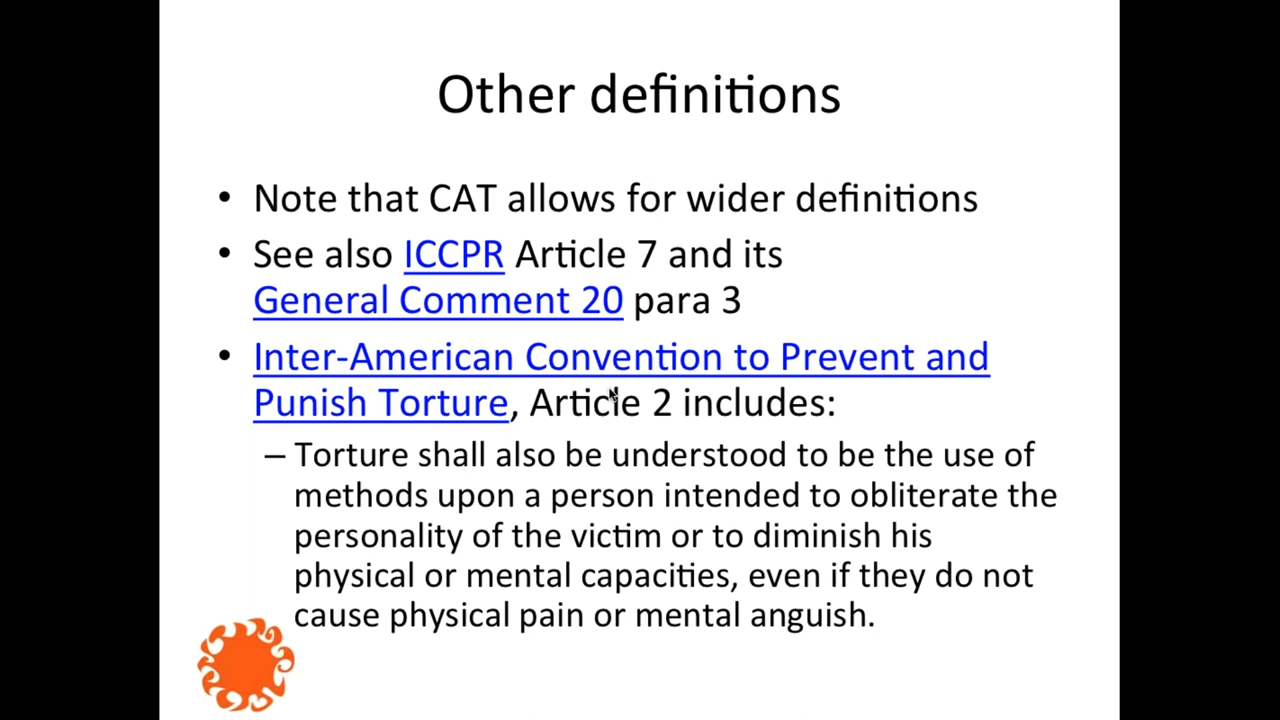 Other definitions
• Note that CAT allows for wider definitions
• See also ICCPR Article 7 and its
General Comment 20 para 3
• Inter-American Convention to Prevent and
Punish Torture, Article 2 includes:
– Torture shall also be understood to be the use of
methods upon a person intended to obliterate the
personality of the victim or to diminish his
physical or mental capacities, even if they do not
cause physical pain or mental anguish.